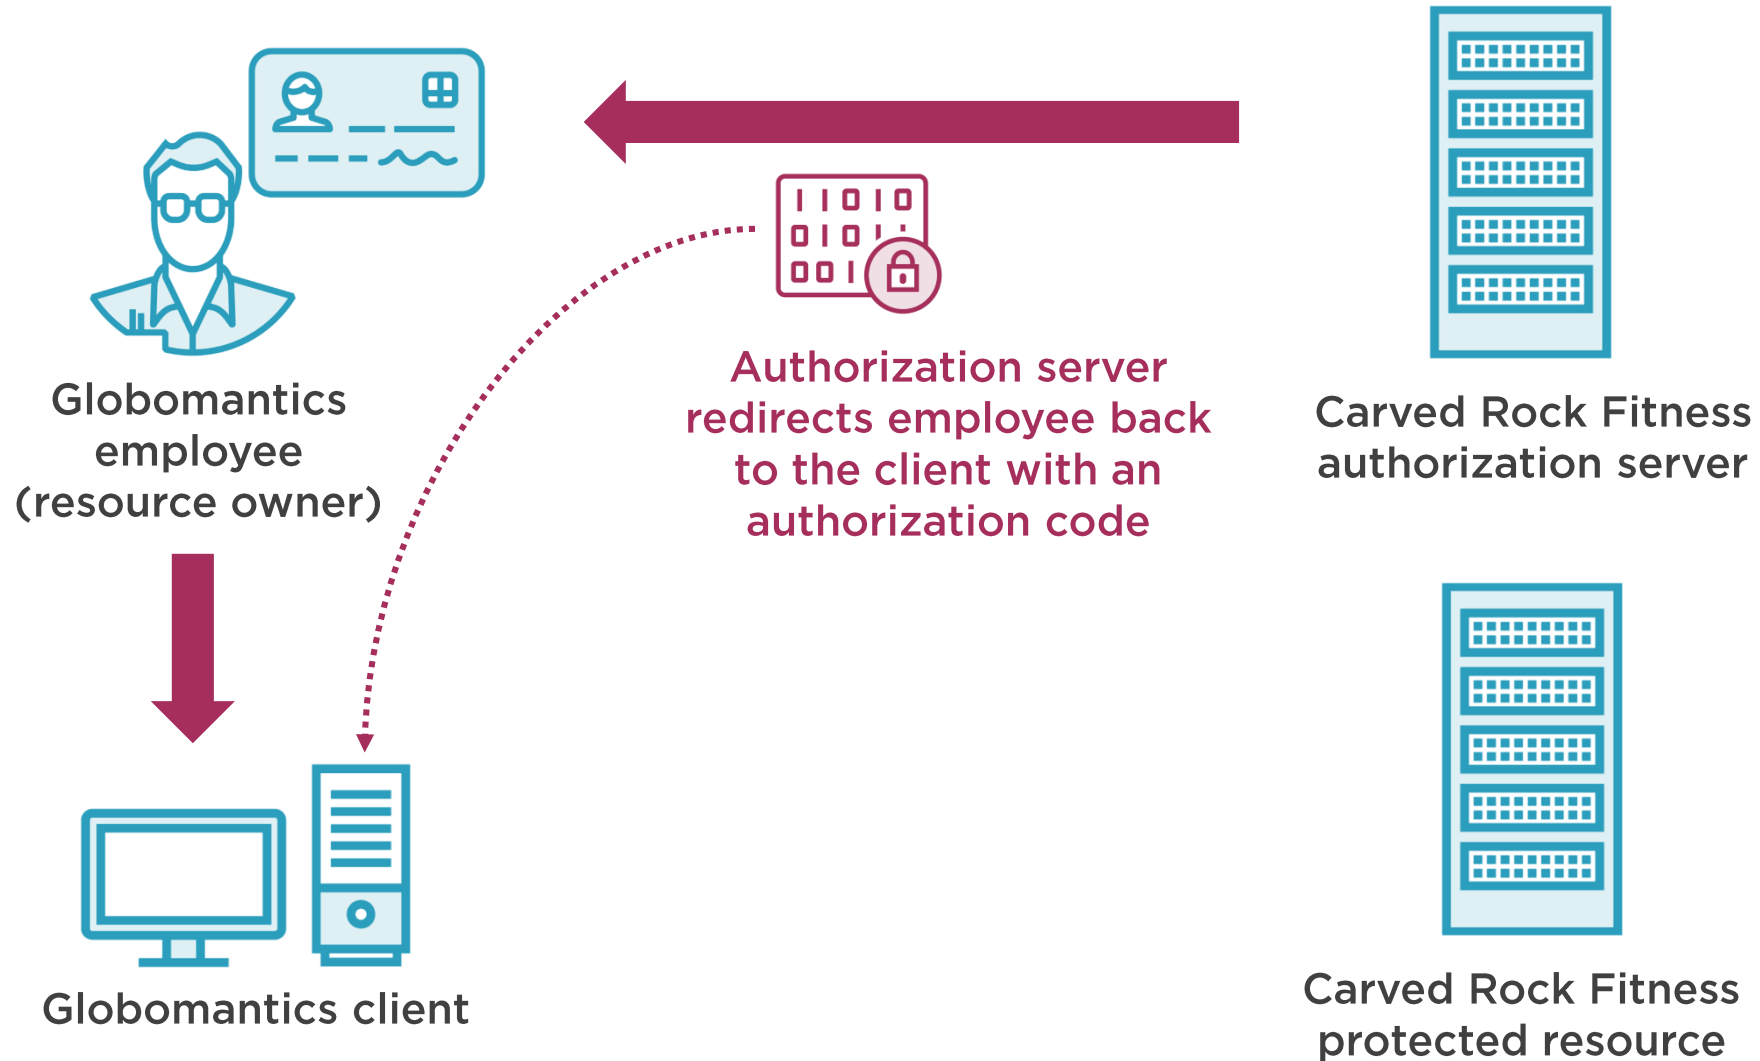 Globomantics
employee
(resource owner)
Authorization server
redirects employee back
to the client with an
authorization code
Carved Rock Fitness
authorization server
Globomantics client
Carved Rock Fitness
protected resource